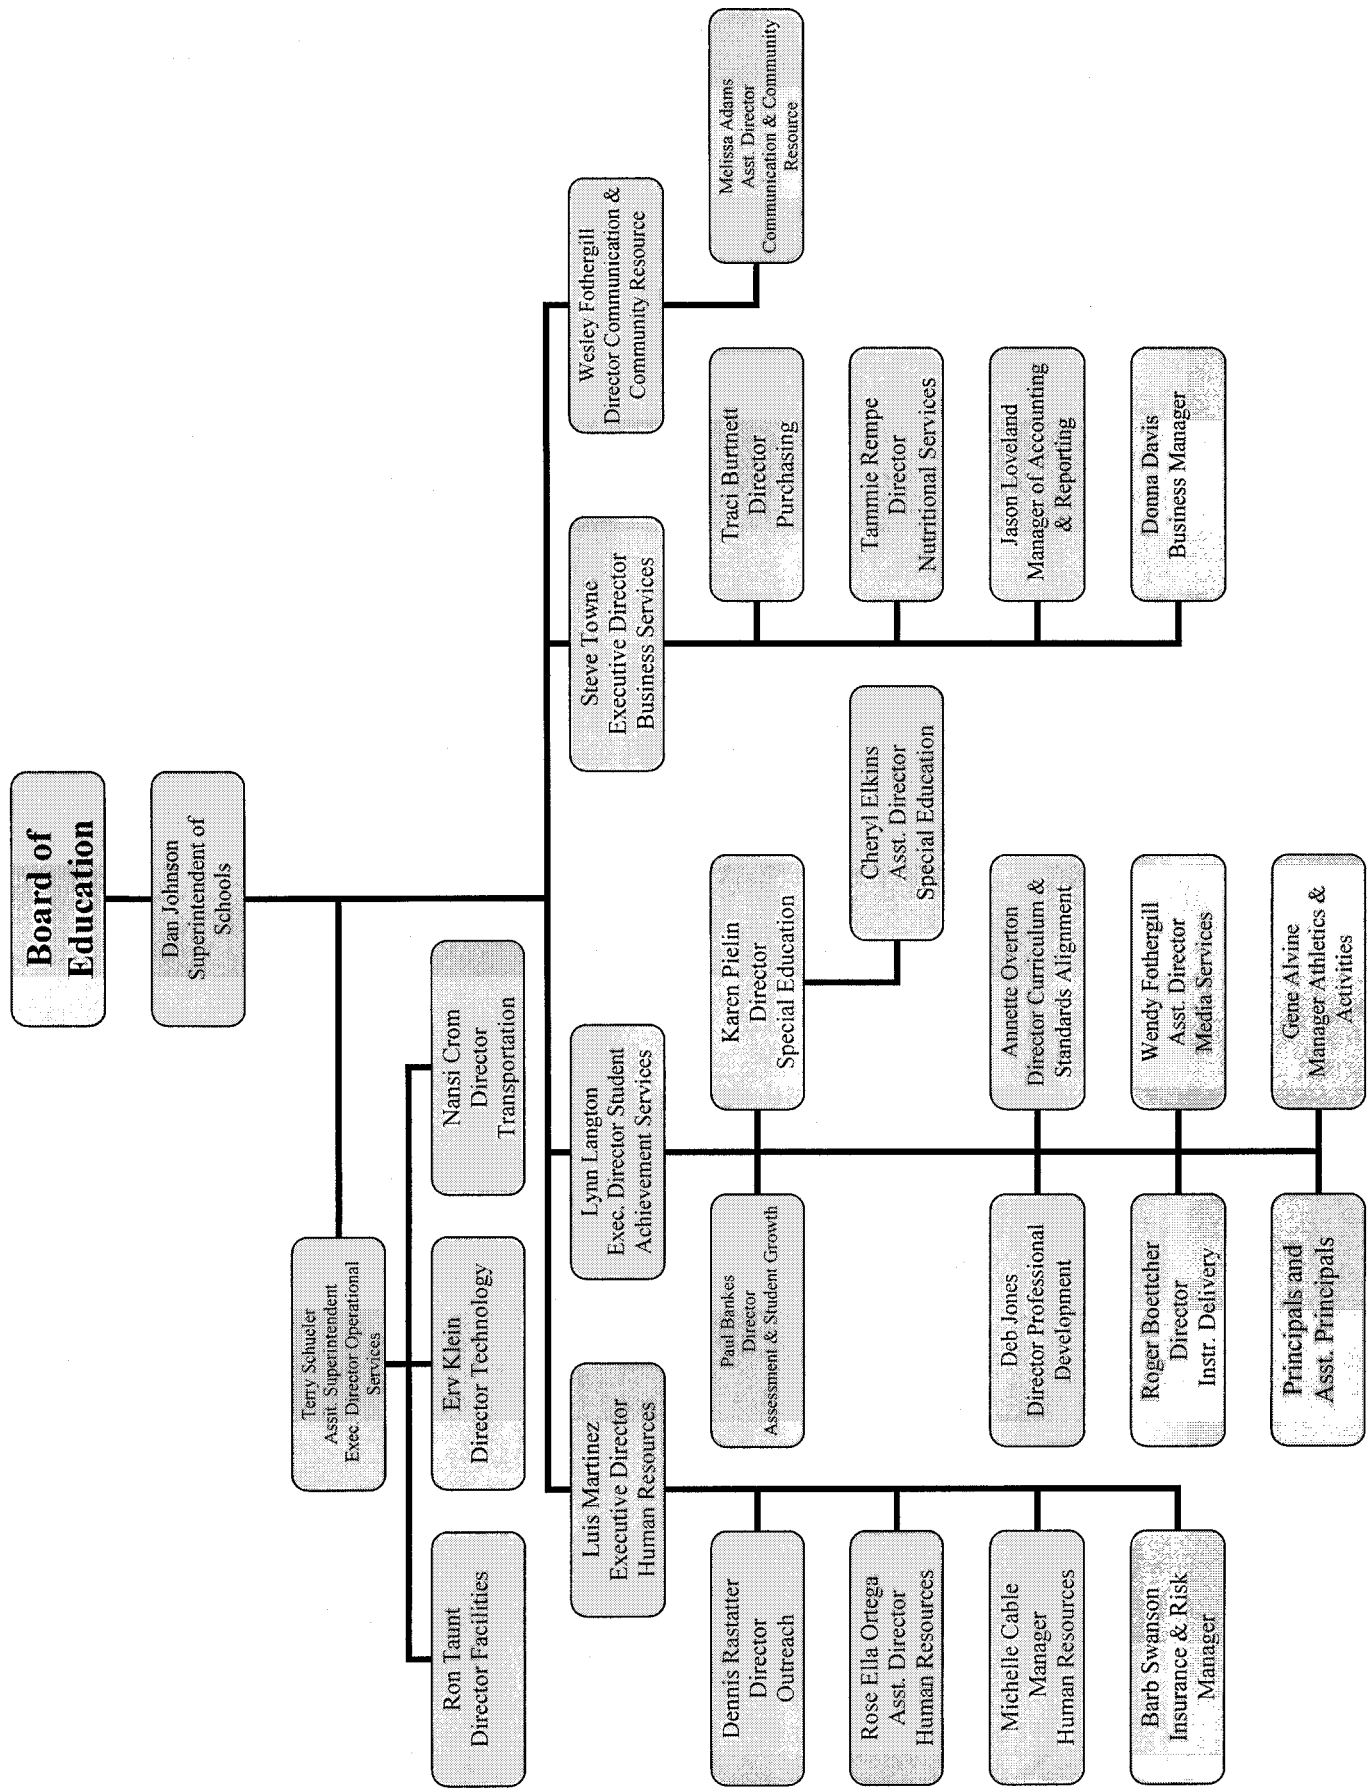 Board of
Education
Dan Johnson
Superintendent of
Schools
Terry Schueler
Asst. Superintendent
Exec. Director Operational
Services
Ron Taunt
Director Facilities
Erv Klein
Director Technology
Nansi Crom
Director
Transportation
Luis Martinez
Executive Director
Human Resources
Lynn Langton
Exec. Director Student
Achievement Services
Steve Towne
Executive Director
Business Services
Wesley Fothergill
Director Communication &
Community Resource
Dennis Rastatter
Director
Outreach
Rose Ella Ortega
Asst. Director
Human Resources
Michelle Cable
Manager
Human Resources
Barb Swanson
Insurance & Risk
Manager
Paul Bankes
Director
Assessment & Student Growth
Karen Pielin
Director
Special Education
Cheryl Elkins
Asst. Director
Special Education
Deb Jones
Director Professional
Development
Annette Overton
Director Curriculum &
Standards Alignment
Roger Boettcher
Director
Instr. Delivery
Wendy Fothergill
Asst. Director
Media Services
Principals and
Asst. Principals
Gene Alvine
Manager Athletics &
Activities
Traci Burtnett
Director
Purchasing
Tammie Rempe
Director
Nutritional Services
Jason Loveland
Manager of Accounting
& Reporting
Donna Davis
Business Manager
Melissa Adams
Asst. Director
Communication & Community
Resource